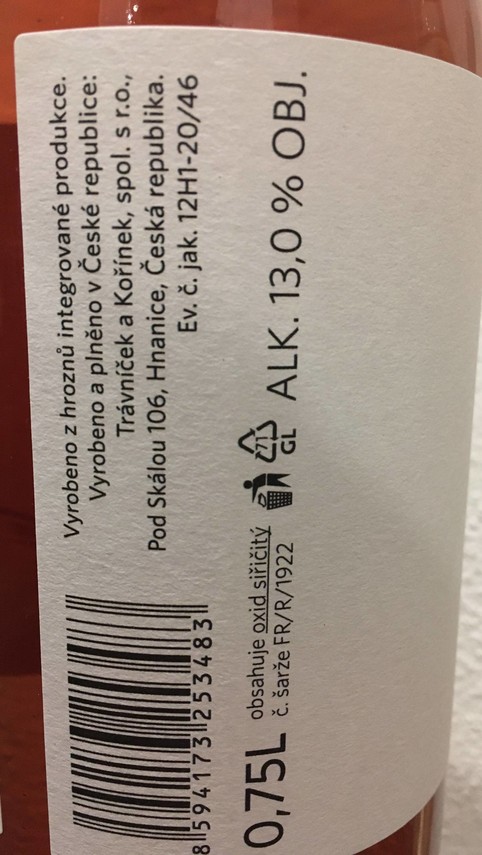 Vyrobeno z hroznů integrované produkce.
Vyrobeno a plněno v České republice:
Trávníček a Kořínek, spol. s r.o.,
Pod Skálou 106, Hnanice, Česká republika.
Ev. č. jak. 12H1-20/46
8 594173 253483
0,75L
obsahuje oxid siřičitý
č. šarže FR/R/1922
71
GL
ALK. 13,0 % OBJ.